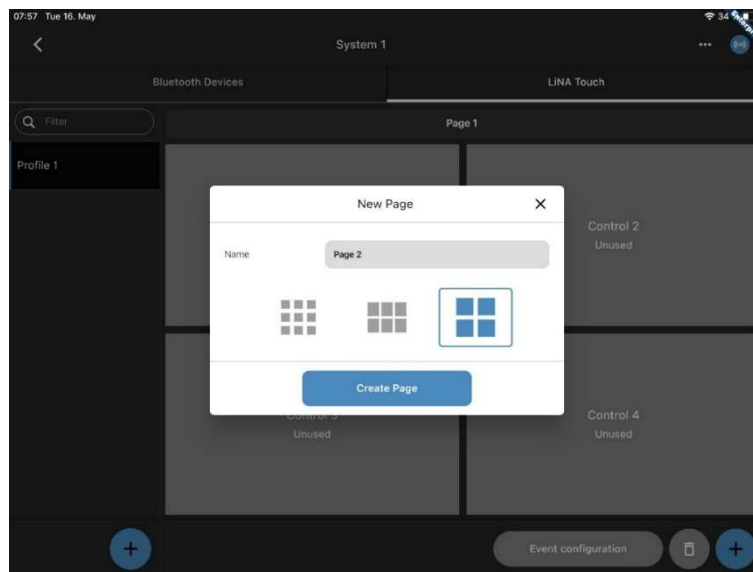 07:57 Tue 16. May
34
System 1
Bluetooth Devices
LiNA Touch
Filter
Page 1
Profile 1
New Page
Control 2
Unused
Name
Page 2
Create Page
Control 4
Unused
Unused
Event configuration